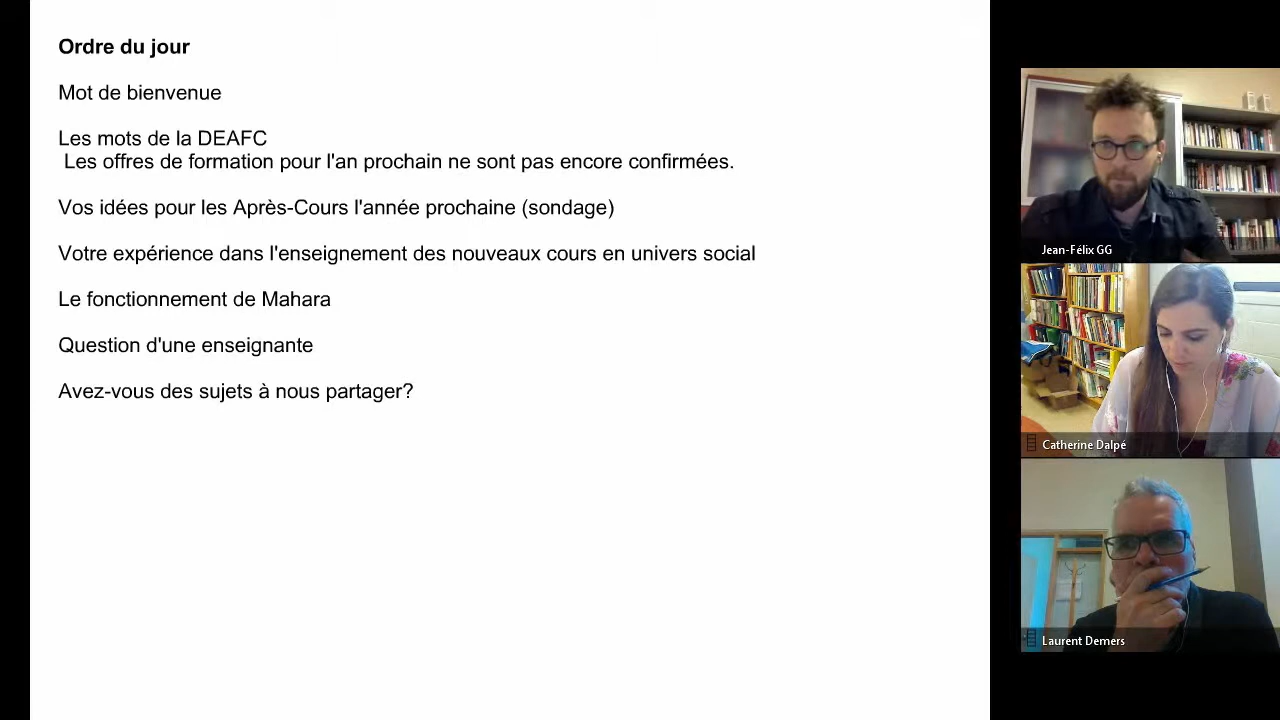 Ordre du jour
Mot de bienvenue
Les mots de la DEAFC
Les offres de formation pour l'an prochain ne sont pas encore confirmées.
Vos idées pour les Après-Cours l'année prochaine (sondage)
Votre expérience dans l'enseignement des nouveaux cours en univers social
Le fonctionnement de Mahara
Question d'une enseignante
Avez-vous des sujets à nous partager?
Jean-Félix GG
Catherine Dalpé
Laurent Demers